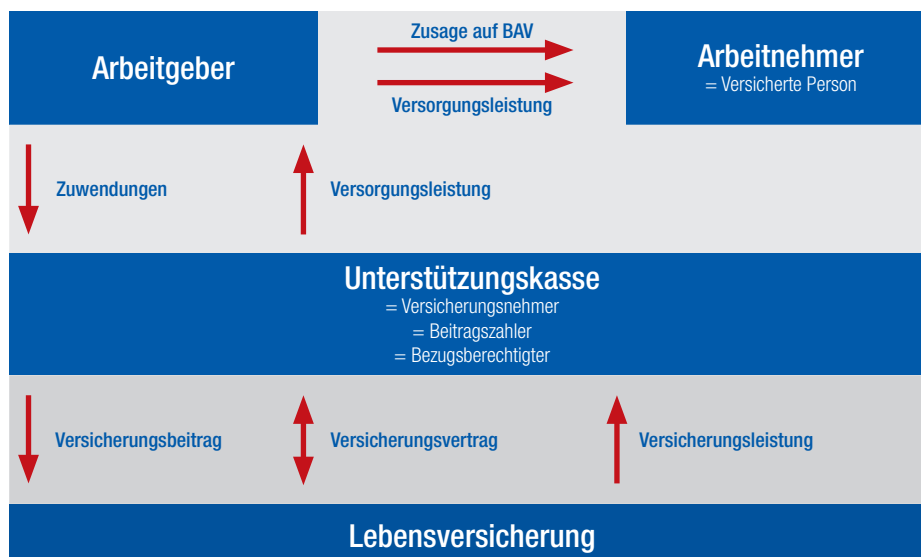 Arbeitgeber
Zusage auf BAV
Versorgungsleistung
Arbeitnehmer
= Versicherte Person
Zuwendungen
Versorgungsleistung
Unterstützungskasse
= Versicherungsnehmer
= Beitragszahler
= Bezugsberechtigter
Versicherungsbeitrag
Versicherungsvertrag
Versicherungsleistung
Lebensversicherung